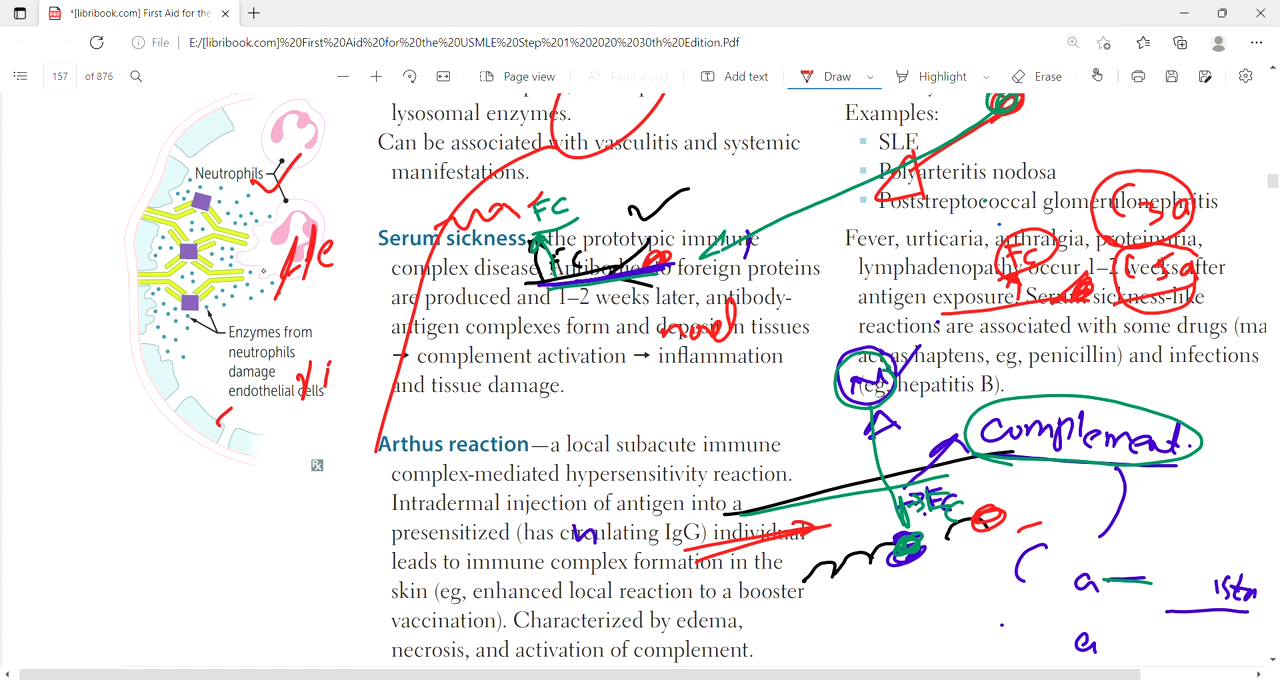 *[libribook.com] First Aid for the
File
E:/[libribook.com]%20First%20Aid%20for%20the%20USMLE%20Step%201%202020%2030th%20Edition.Pdf
157 of 876
Page view
Read aloud
Add text
Draw
Highlight
Erase
Neutrophils
Enzymes from
neutrophils
damage
endothelial cells
lysosomal enzymes.
Can be associated with vasculitis and systemic
manifestations.
FC
Serum sickness—the prototypic immune
complex disease. Antibodies to foreign proteins
FC
are produced and 1–2 weeks later, antibody-
antigen complexes form and deposit in tissues
→ complement activation → inflammation
and tissue damage.
Arthus reaction—a local subacute immune
complex-mediated hypersensitivity reaction.
Intradermal injection of antigen into a
presensitized (has circulating IgG) individual
leads to immune complex formation in the
skin (eg, enhanced local reaction to a booster
vaccination). Characterized by edema,
necrosis, and activation of complement.
Examples:
SLE
Polyarteritis nodosa
Poststreptococcal glomerulonephritis
C3a
Fever, urticaria, arthralgia, proteinuria,
lymphadenopathy occur 1–2 weeks after
FC
C5a
antigen exposure. Serum sickness-like
reactions are associated with some drugs (ma
act as haptens, eg, penicillin) and infections
(eg, hepatitis B).
N
complement.
FC
C
a
a